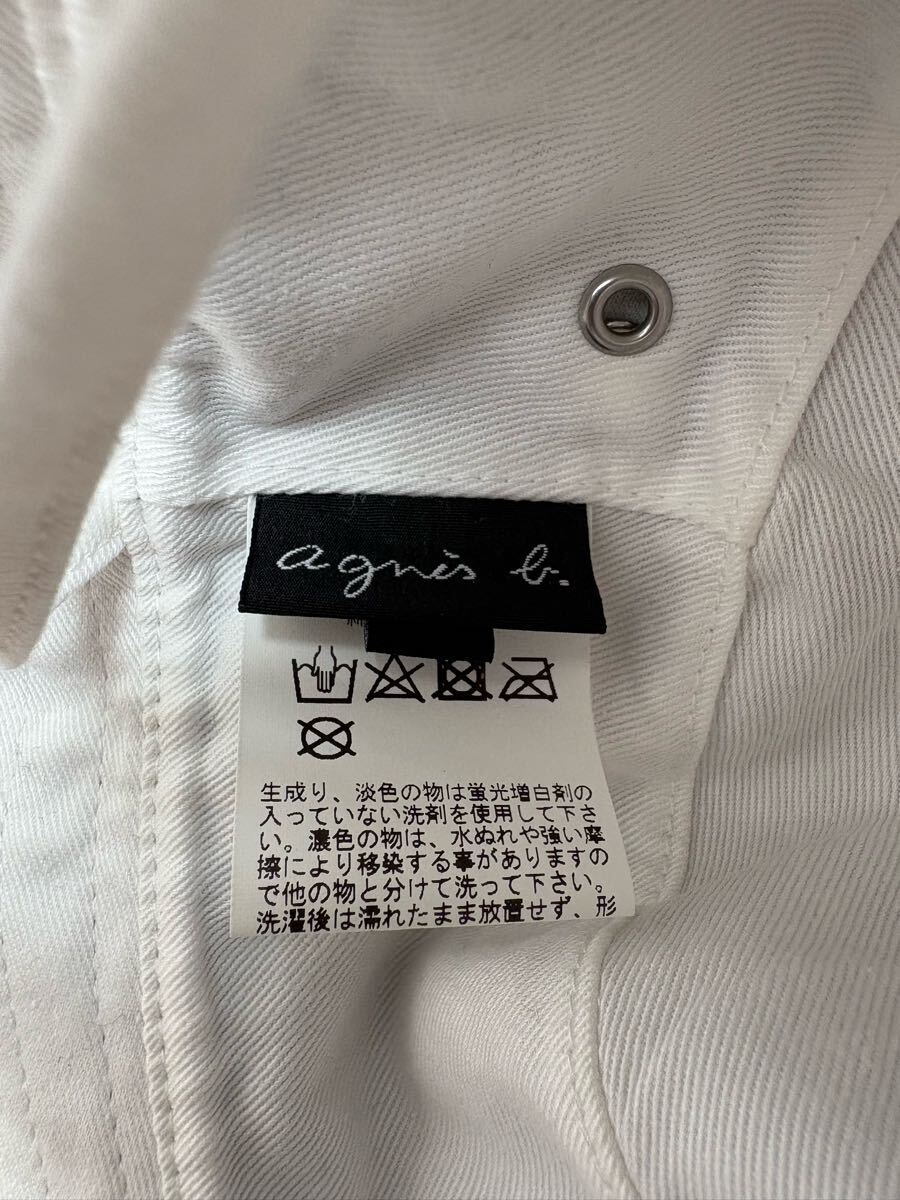 agnès b.
生成り、淡色の物は蛍光増白剤の
入っていない洗剤を使用して下さ
い。濃色の物は、水ぬれや強い摩
擦により移染する事がありますの
で他の物と分けて洗って下さい。
洗濯後は濡れたまま放置せず、形